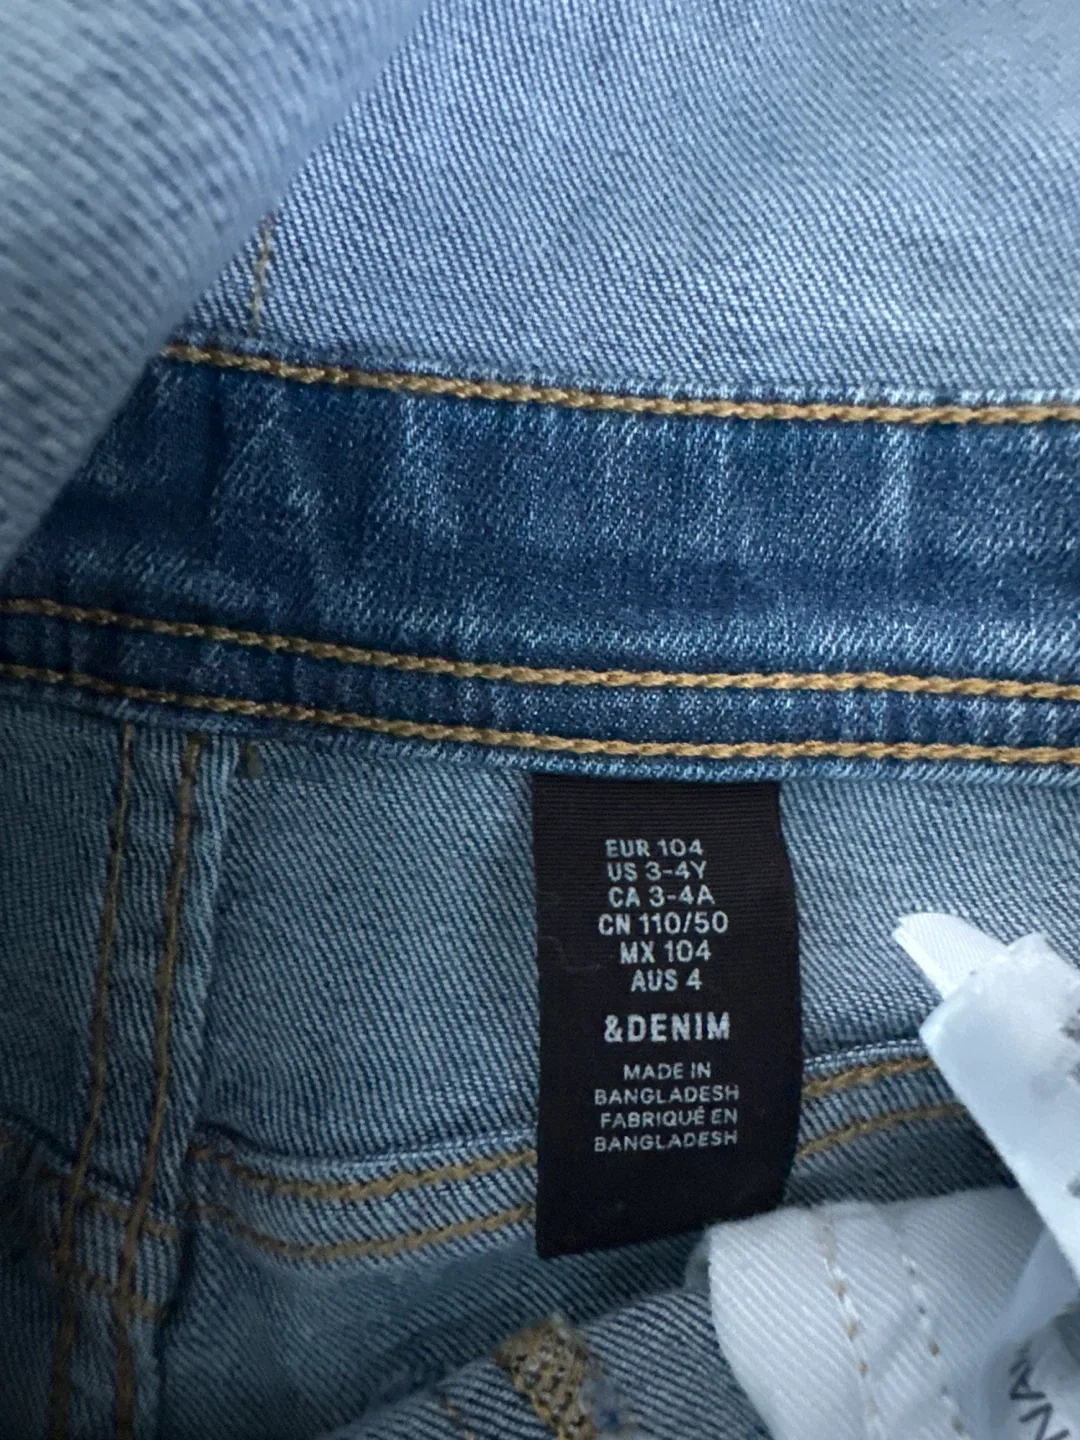 EUR 104
US 3-4Y
CA 3-4A
CN 110/50
MX 104
AUS 4
&DENIM
MADE IN
BANGLADESH
FABRIQUÉ EN
BANGLADESH